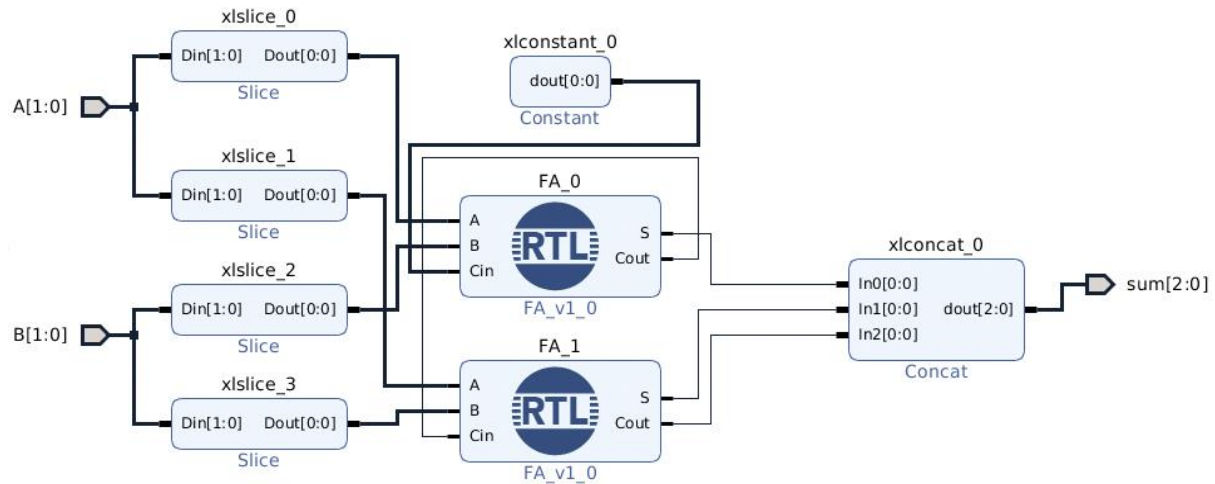 xlslice_0
Din[1:0] Dout[0:0]
Slice
xlconstant_0
dout[0:0]
Constant
A[1:0]
xlslice_1
Din[1:0] Dout[0:0]
Slice
FA_0
A
B
Cin
RTL
S
Cout
FA_v1_0
xlslice_2
Din[1:0] Dout[0:0]
Slice
B[1:0]
xlslice_3
Din[1:0] Dout[0:0]
Slice
FA_1
A
B
Cin
RTL
S
Cout
FA_v1_0
xlconcat_0
In0[0:0]
In1[0:0]
In2[0:0]
dout[2:0]
Concat
sum[2:0]